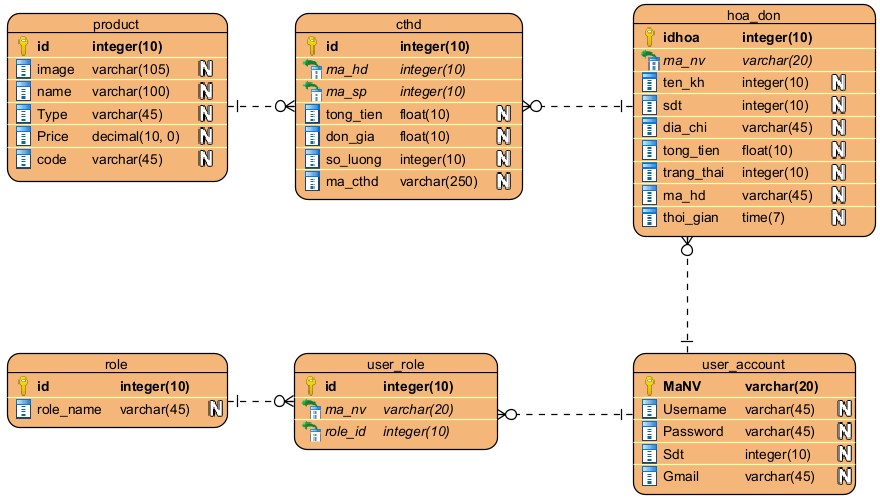 product
id integer(10)
image varchar(105) N
name varchar(100) N
Type varchar(45) N
Price decimal(10, 0) N
code varchar(45) N
cthd
id integer(10)
ma_hd integer(10)
ma_sp integer(10)
tong_tien float(10) N
don_gia float(10) N
so_luong integer(10) N
ma_cthd varchar(250) N
hoa_don
idhoa integer(10)
ma_nv varchar(20)
ten_kh integer(10) N
sdt integer(10) N
dia_chi varchar(45) N
tong_tien float(10) N
trang_thai integer(10) N
ma_hd varchar(45) N
thoi_gian time(7) N
role
id integer(10)
role_name varchar(45) N
user_role
id integer(10)
ma_nv varchar(20)
role_id integer(10)
user_account
MaNV varchar(20)
Username varchar(45) N
Password varchar(45) N
Sdt integer(10) N
Gmail varchar(45) N